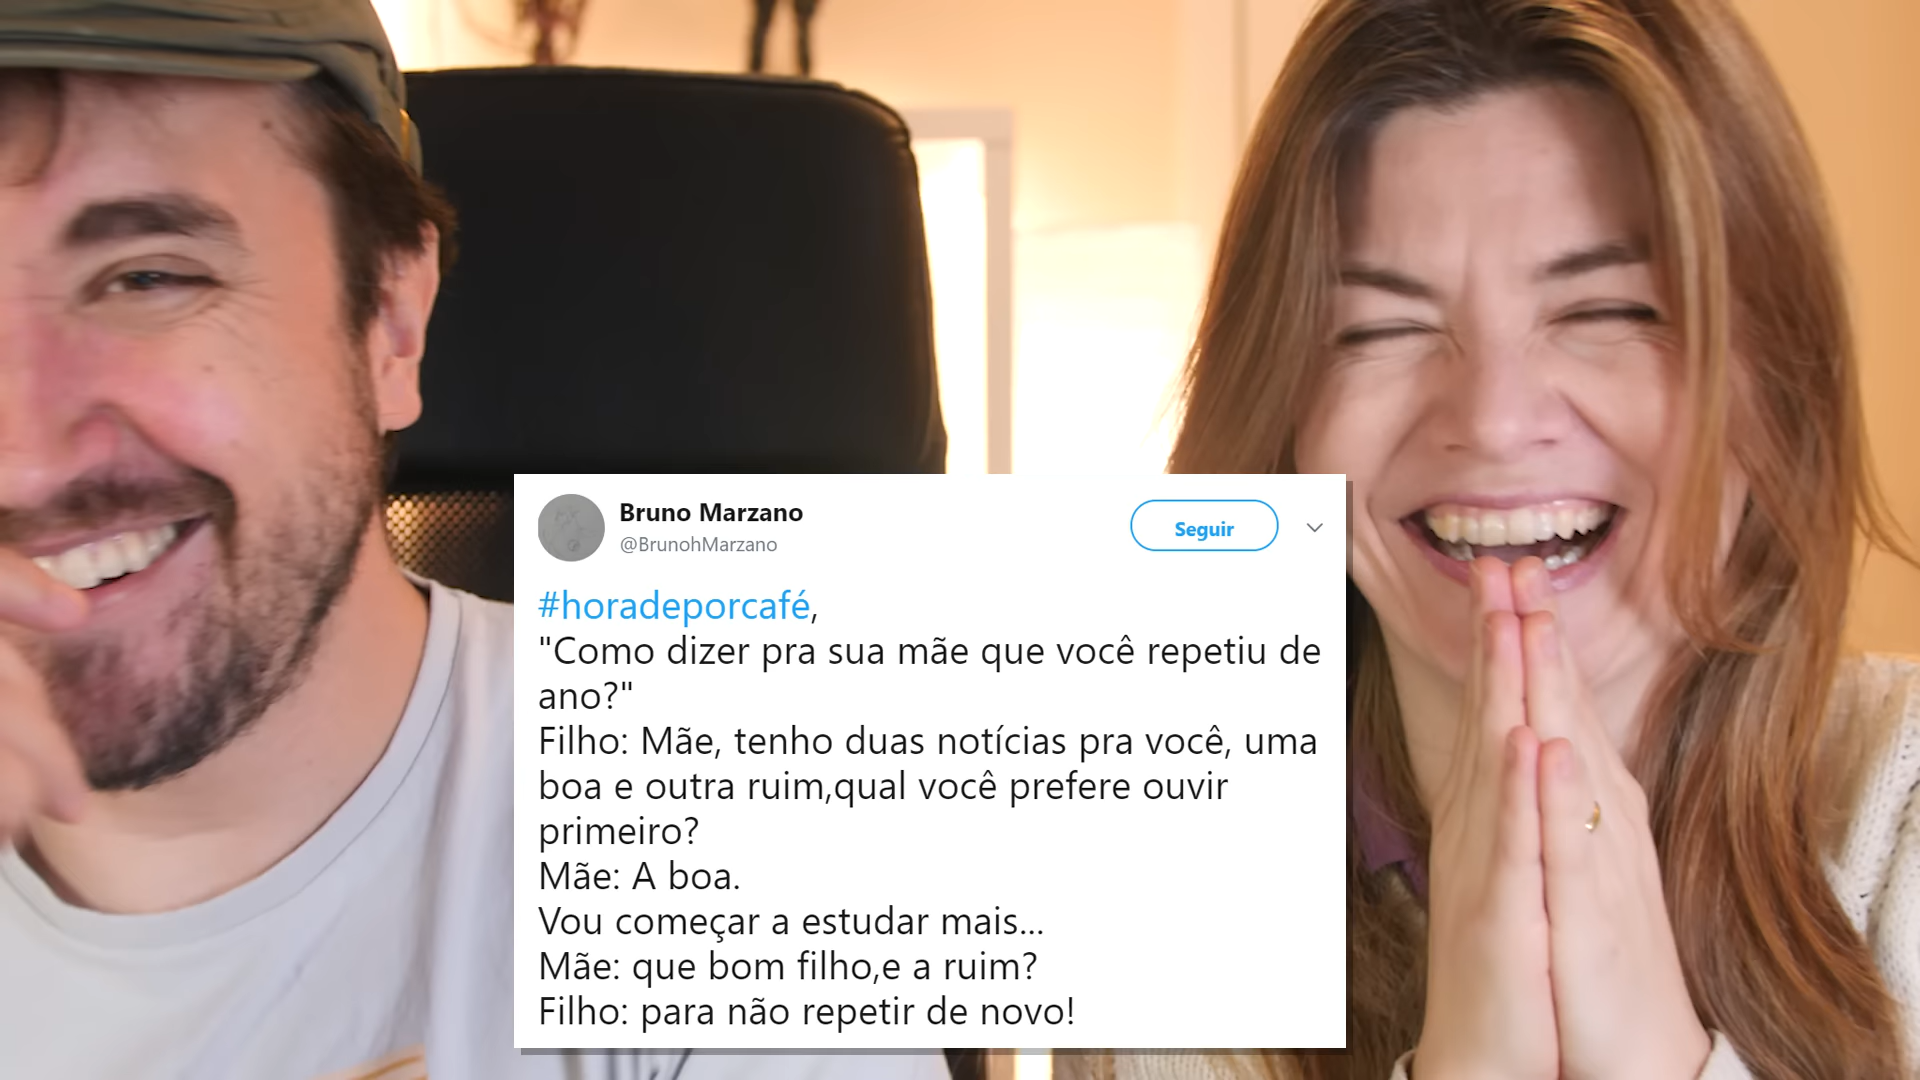 Bruno Marzano
@BrunohMarzano
Seguir
#horadeporcafé,
"Como dizer pra sua mãe que você repetiu de
ano?"
Filho: Mãe, tenho duas notícias pra você, uma
boa e outra ruim,qual você prefere ouvir
primeiro?
Mãe: A boa.
Vou começar a estudar mais...
Mãe: que bom filho,e a ruim?
Filho: para não repetir de novo!